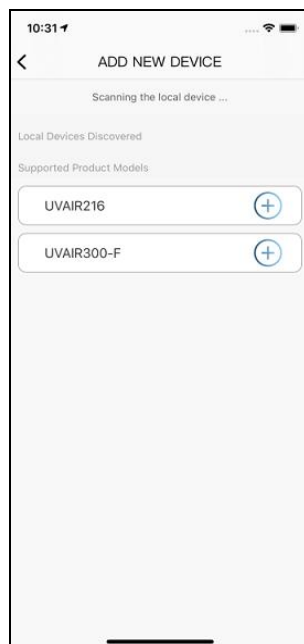 10:31
ADD NEW DEVICE
Scanning the local device ...
Local Devices Discovered
Supported Product Models
UVAIR216
UVAIR300-F